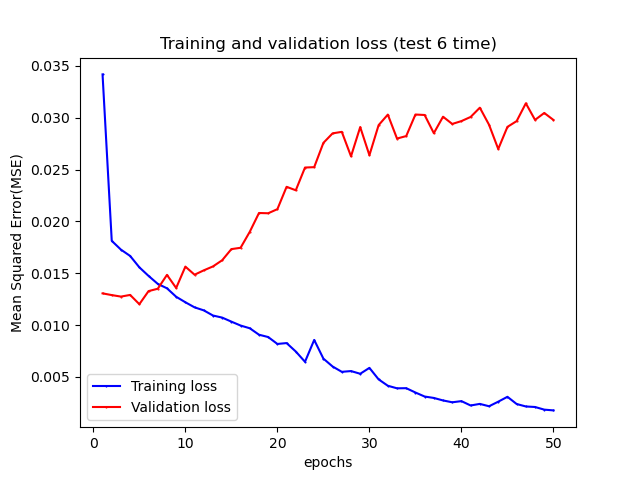 Training and validation loss (test 6 time)
0.035
0.030
0.025
0.020
0.015
0.010
0.005
Mean Squared Error(MSE)
Training loss
Validation loss
0 10 20 30 40 50
epochs